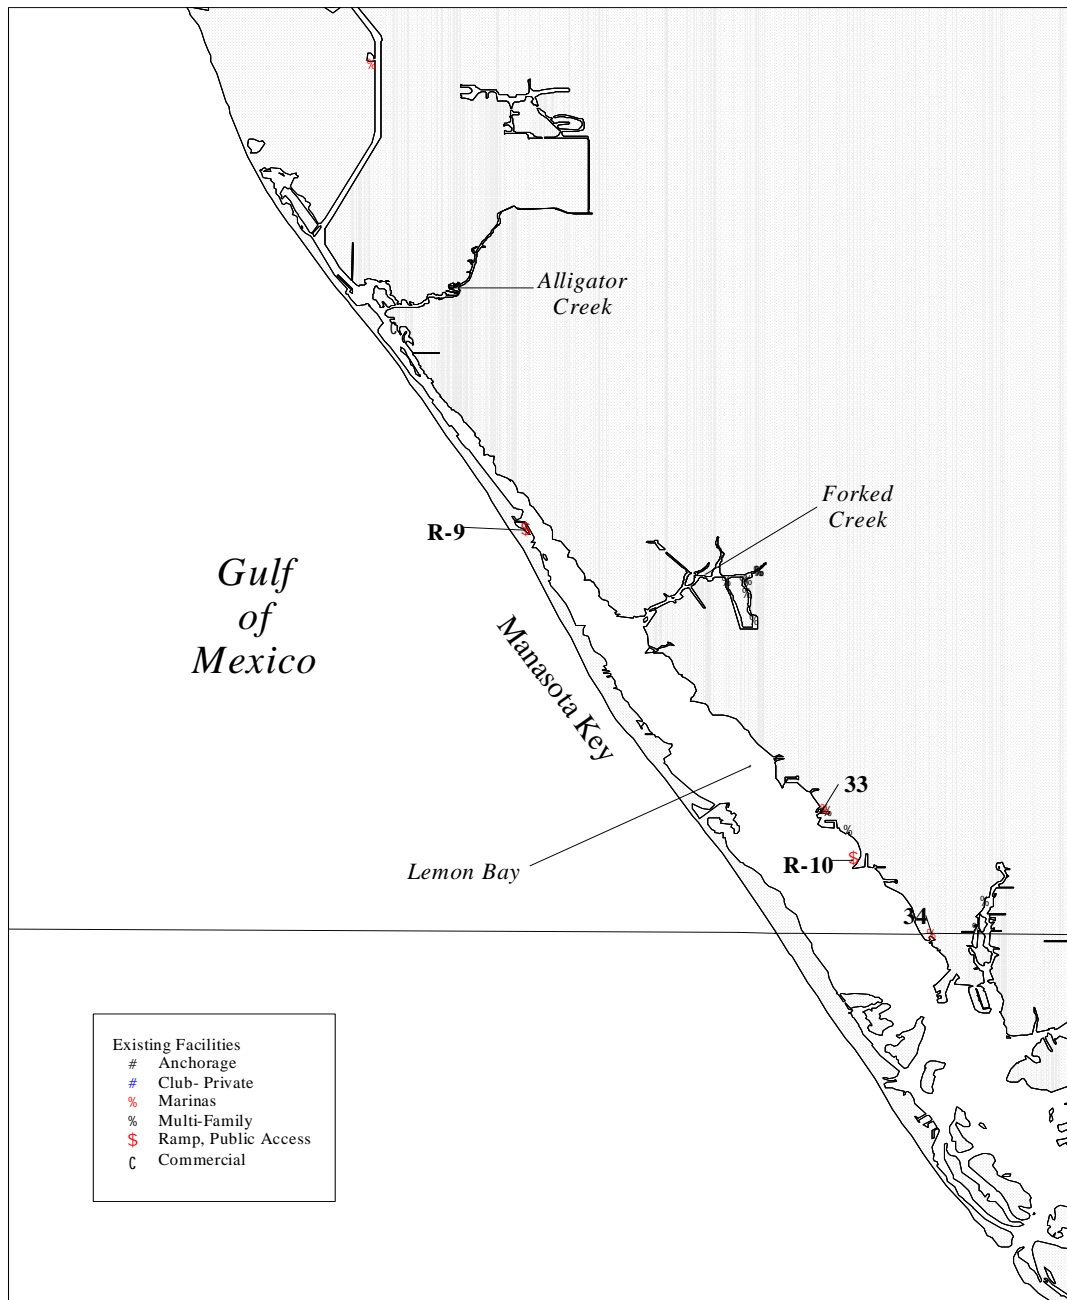 Alligator
Creek
Forked
Creek
R-9
Gulf
of
Mexico
Manasota Key
33
Lemon Bay
R-10
34
Existing Facilities
# Anchorage
# Club- Private
% Marinas
% Multi-Family
$ Ramp, Public Access
C Commercial